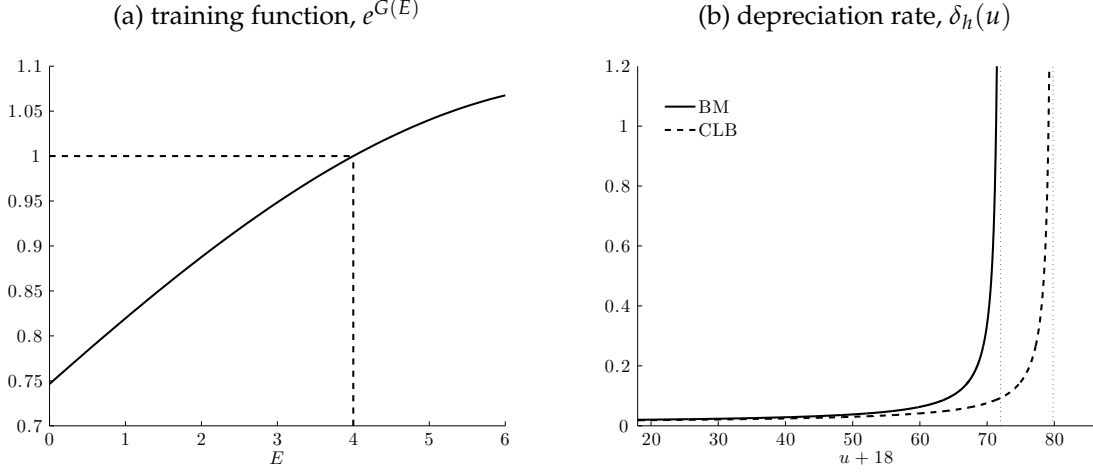 (a) training function, e^{G(E)}
1.1
1.05
1
0.95
0.9
0.85
0.8
0.75
0.7
0 1 2 3 4 5 6
E
(b) depreciation rate, δ_h(u)
1.2
1
0.8
0.6
0.4
0.2
0
BM
CLB
20 30 40 50 60 70 80
u + 18